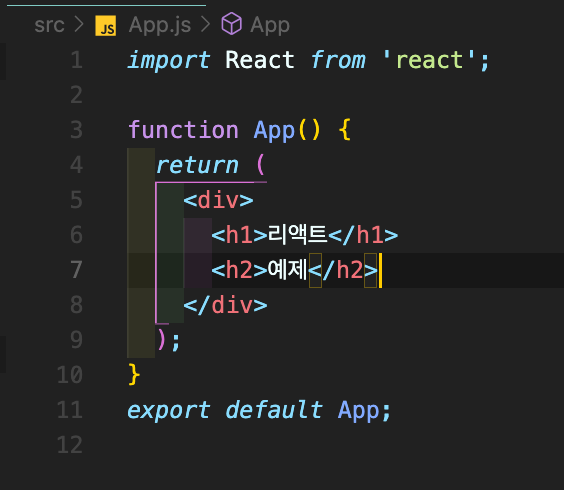 src > JS App.js > App
1 import React from 'react';
2
3 function App() {
4 return (
5 <div>
6 <h1>리액트</h1>
7 <h2>예제</h2>
8 </div>
9 );
10 }
11 export default App;
12